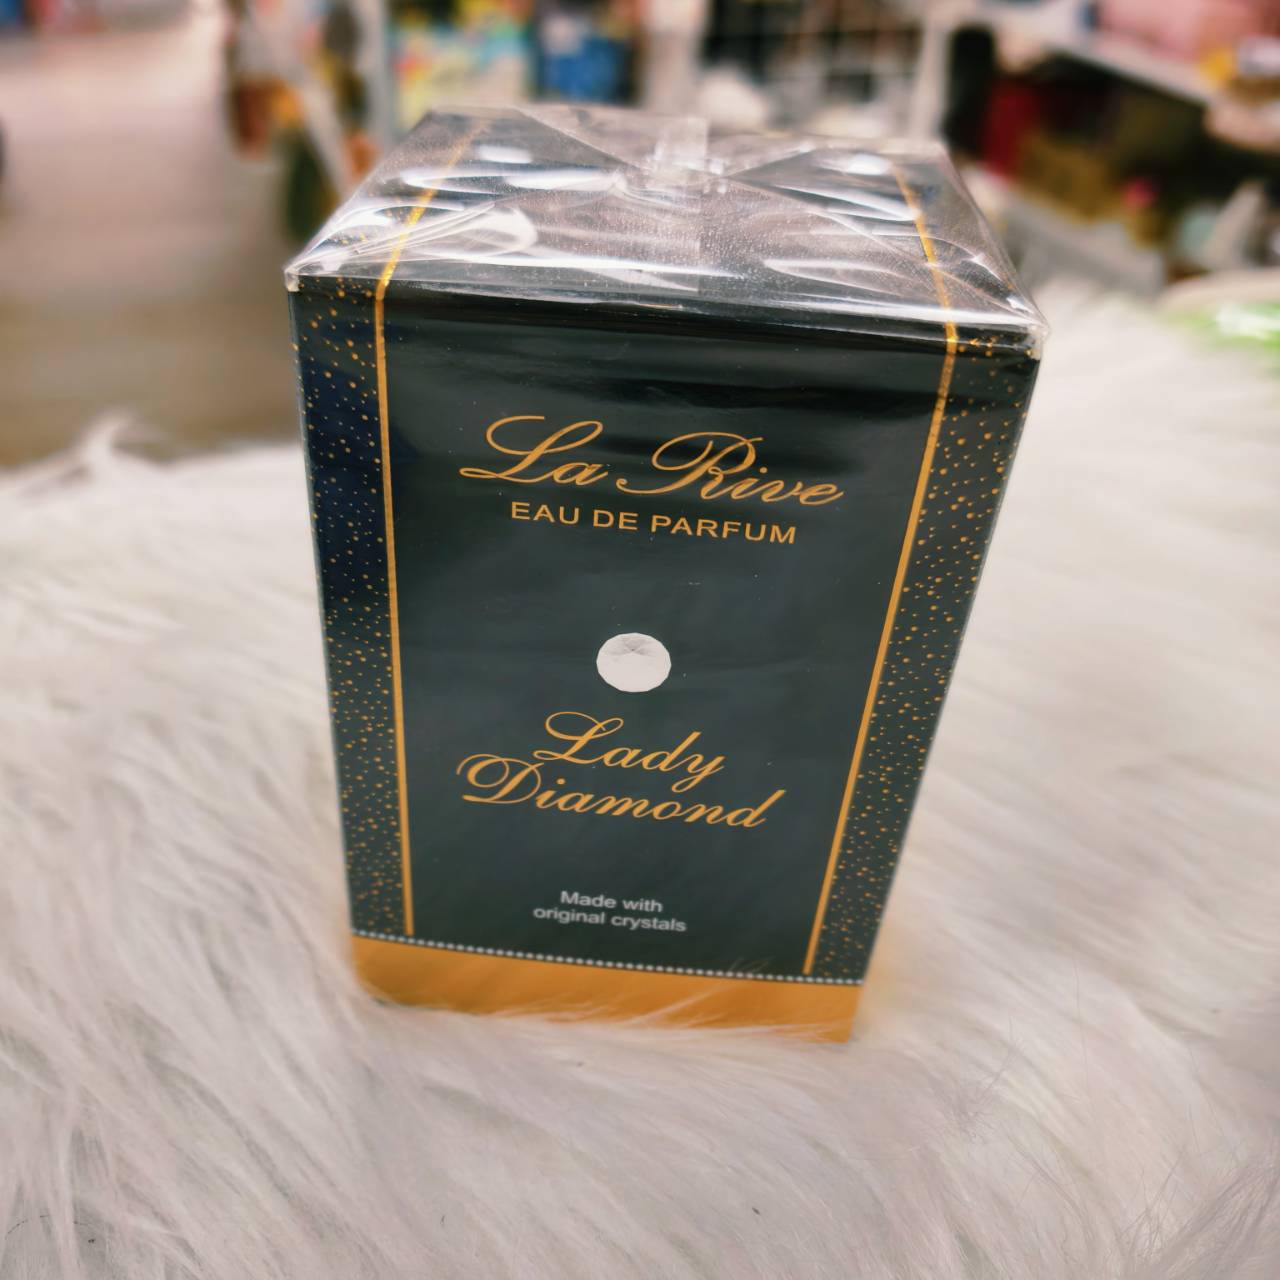 La Rive
EAU DE PARFUM
Lady
Diamond
Made with
original crystals